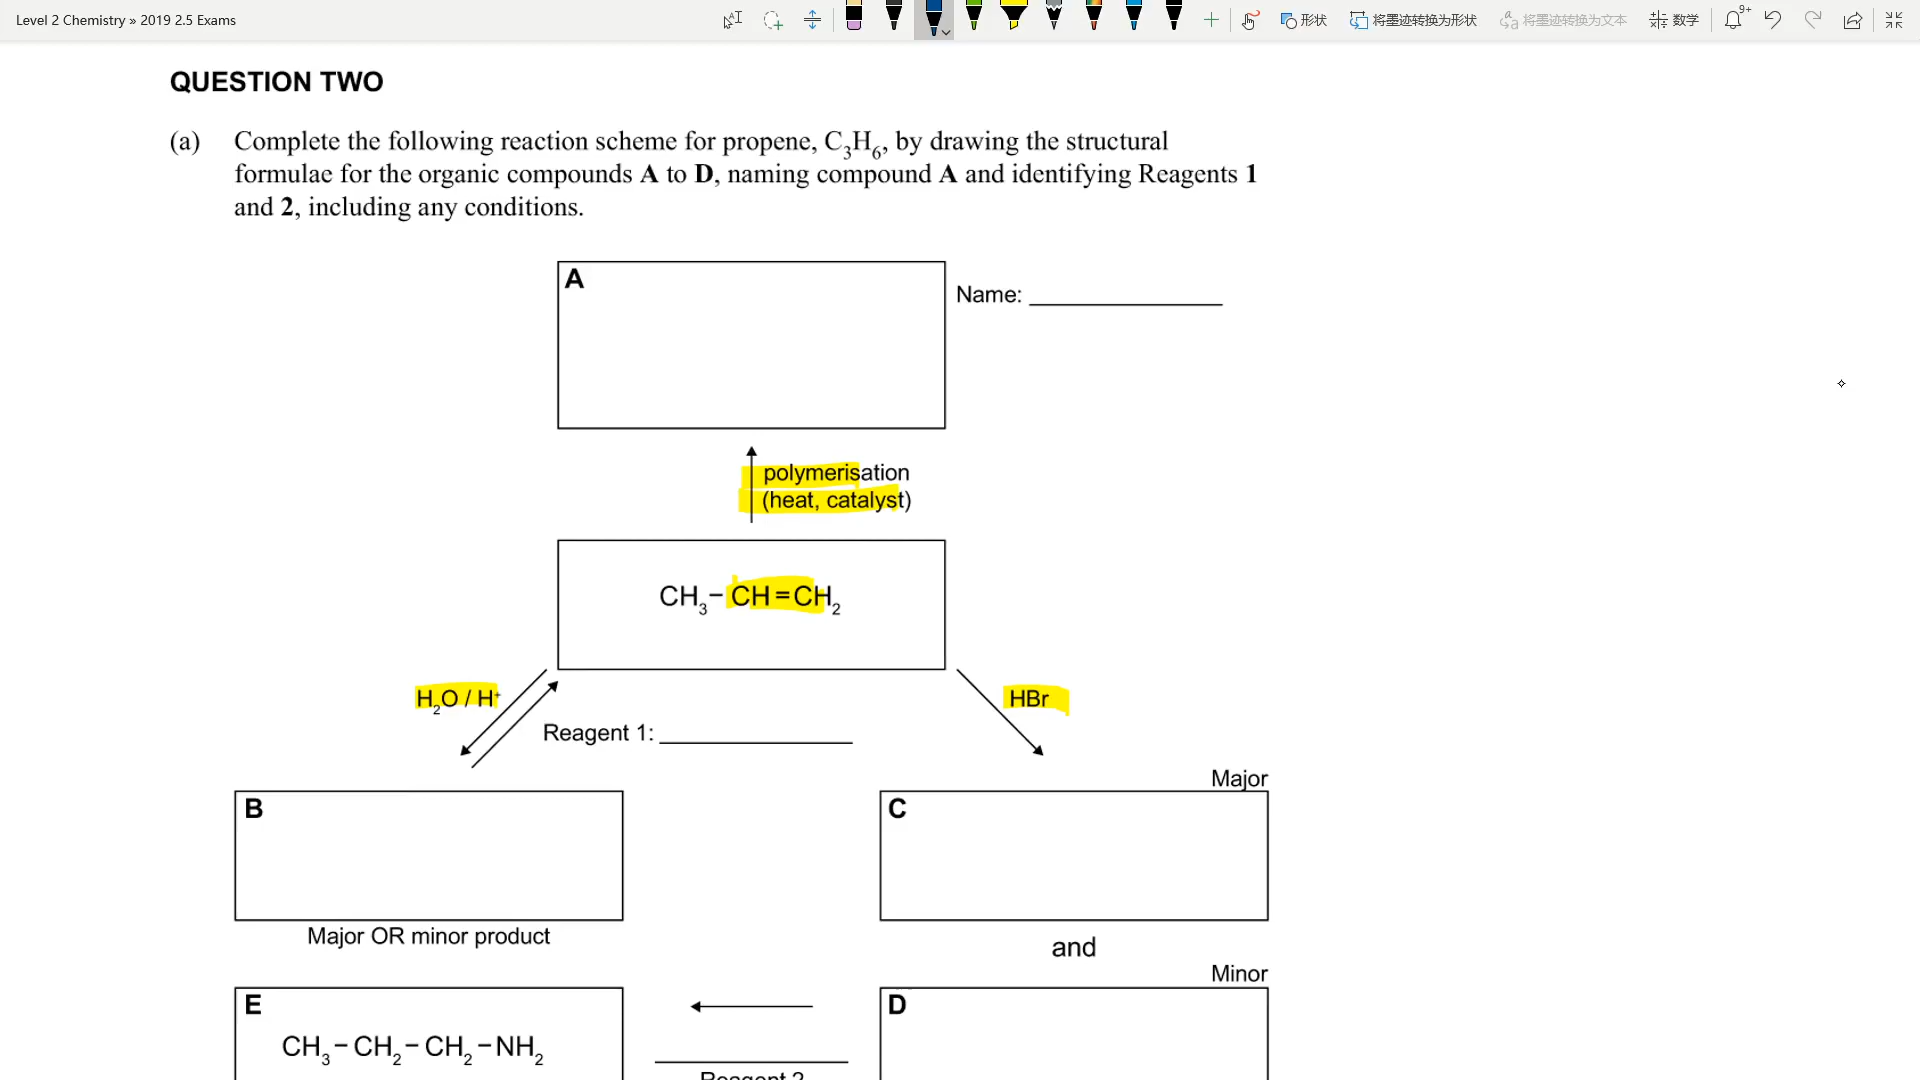 Level 2 Chemistry » 2019 2.5 Exams
形状
将墨迹转换为形状
将墨迹转换为文本
数学
9+
QUESTION TWO
(a) Complete the following reaction scheme for propene, C₃H₆, by drawing the structural
formulae for the organic compounds A to D, naming compound A and identifying Reagents 1
and 2, including any conditions.
A
Name:
polymerisation
(heat, catalyst)
CH₃–CH=CH₂
H₂O / H⁺
HBr
Reagent 1:
Major
B
C
Major OR minor product
and
Minor
E
D
CH₃–CH₂–CH₂–NH₂
Reagent 2